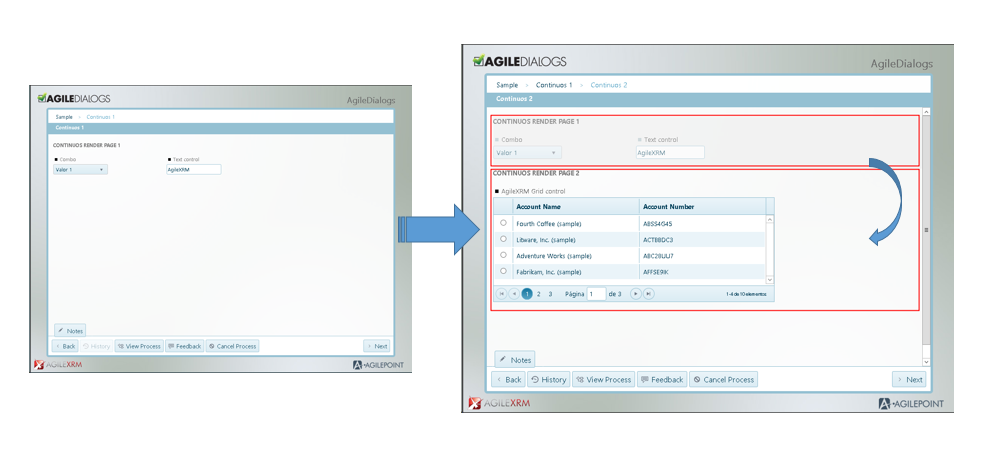 AGILEDIALOGS
AgileDialogs
Sample › Continuos 1
Continuos 1
CONTINUOS RENDER PAGE 1
Combo
Text control
Valor 1
AgileXRM
Notes
Back
History
View Process
Feedback
Cancel Process
Next
AGILEXRM
AGILEPOINT
AGILEDIALOGS
AgileDialogs
Sample › Continuos 1 › Continuos 2
Continuos 2
CONTINUOS RENDER PAGE 1
Combo
Text control
Valor 1
AgileXRM
CONTINUOS RENDER PAGE 2
AgileXRM Grid control
Account Name Account Number
Fourth Coffee (sample) ABSS4G45
Litware, Inc. (sample) ACTBBDC3
Adventure Works (sample) ABC28UU7
Fabrikam, Inc. (sample) AFFSE9IK
1 2 3 Página 1 de 3
1-4 de 10 elementos
Notes
Back
History
View Process
Feedback
Cancel Process
Next
AGILEXRM
AGILEPOINT